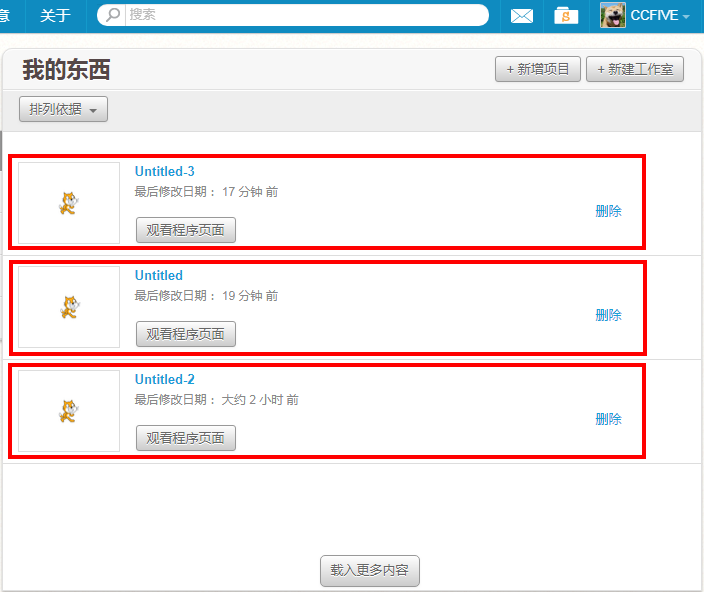 意 关于 搜索 CCFIVE
我的东西 + 新增项目 + 新建工作室
排列依据
Untitled-3
最后修改日期： 17 分钟 前
删除
观看程序页面
Untitled
最后修改日期： 19 分钟 前
删除
观看程序页面
Untitled-2
最后修改日期： 大约 2 小时 前
删除
观看程序页面
载入更多内容